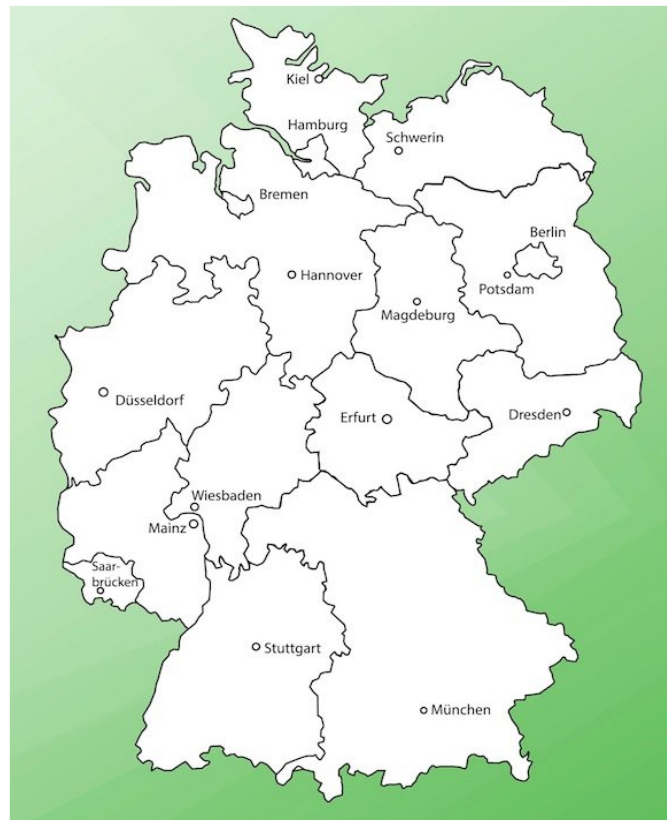 Kiel
Hamburg
Schwerin
Bremen
Berlin
Hannover
Potsdam
Magdeburg
Düsseldorf
Erfurt
Dresden
Wiesbaden
Mainz
Saar-
brücken
Stuttgart
München